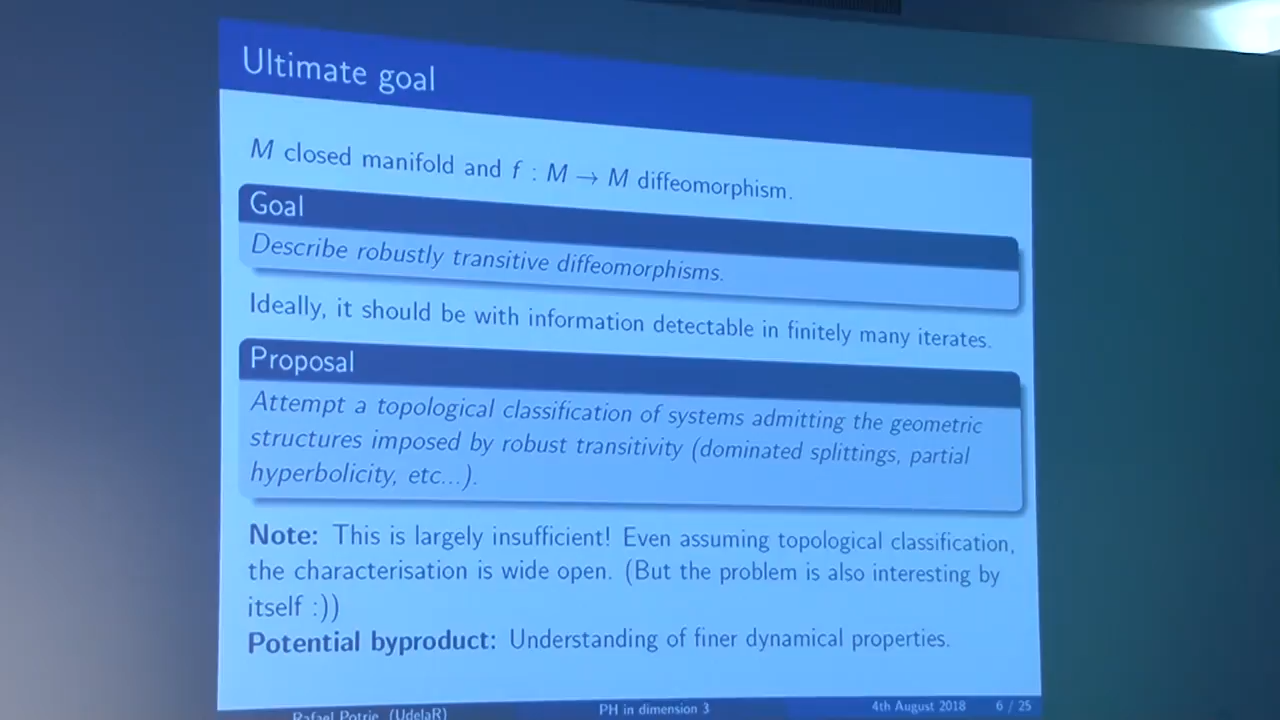 Ultimate goal
M closed manifold and f : M → M diffeomorphism.
Goal
Describe robustly transitive diffeomorphisms.
Ideally, it should be with information detectable in finitely many iterates.
Proposal
Attempt a topological classification of systems admitting the geometric
structures imposed by robust transitivity (dominated splittings, partial
hyperbolicity, etc...).
Note: This is largely insufficient! Even assuming topological classification,
the characterisation is wide open. (But the problem is also interesting by
itself :))
Potential byproduct: Understanding of finer dynamical properties.
Rafael Potrie (UdelaR) PH in dimension 3 4th August 2018 6 / 25